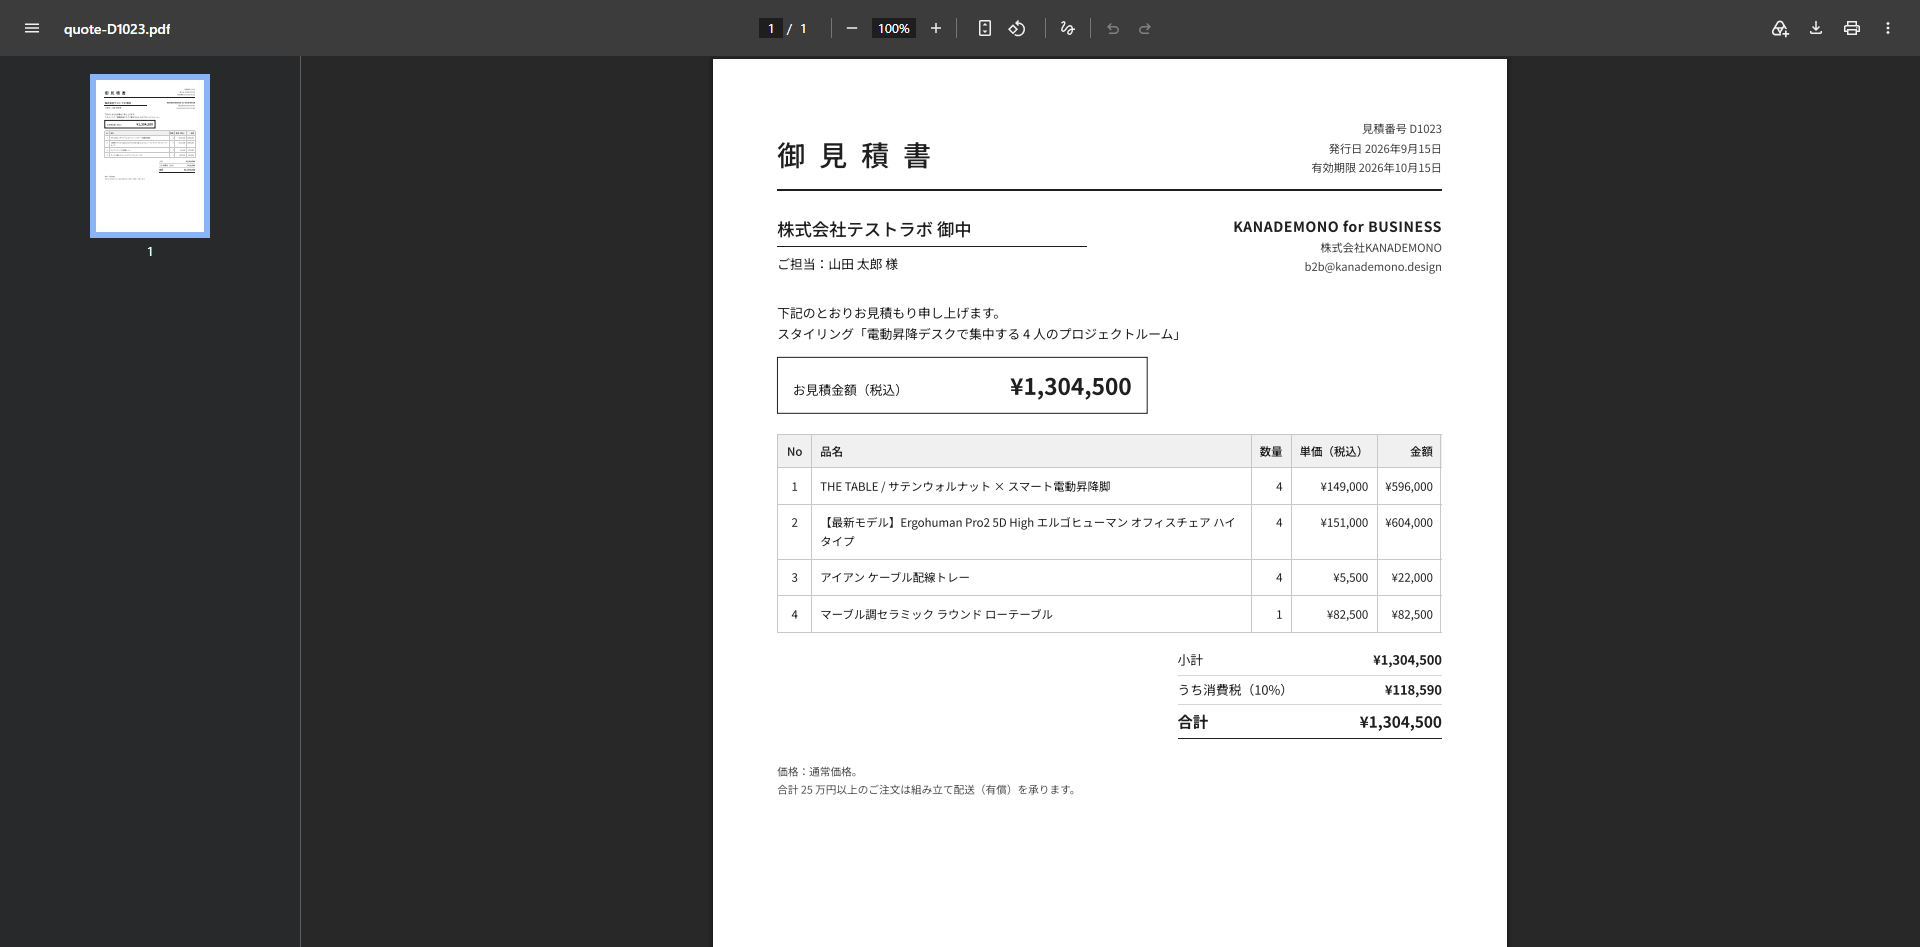 quote-D1023.pdf
1 / 1
100%
1
御見積書
見積番号 D1023
発行日 2026年9月15日
有効期限 2026年10月15日
株式会社テストラボ 御中
ご担当：山田 太郎 様
KANADEMONO for BUSINESS
株式会社KANADEMONO
b2b@kanademono.design
下記のとおりお見積もり申し上げます。
スタイリング「電動昇降デスクで集中する 4 人のプロジェクトルーム」
お見積金額（税込） ¥1,304,500
No 品名 数量 単価（税込） 金額
1 THE TABLE / サテンウォルナット × スマート電動昇降脚 4 ¥149,000 ¥596,000
2 【最新モデル】Ergohuman Pro2 5D High エルゴヒューマン オフィスチェア ハイ 4 ¥151,000 ¥604,000
タイプ
3 アイアン ケーブル配線トレー 4 ¥5,500 ¥22,000
4 マーブル調セラミック ラウンド ローテーブル 1 ¥82,500 ¥82,500
小計 ¥1,304,500
うち消費税（10%） ¥118,590
合計 ¥1,304,500
価格：通常価格。
合計 25 万円以上のご注文は組み立て配送（有償）を承ります。